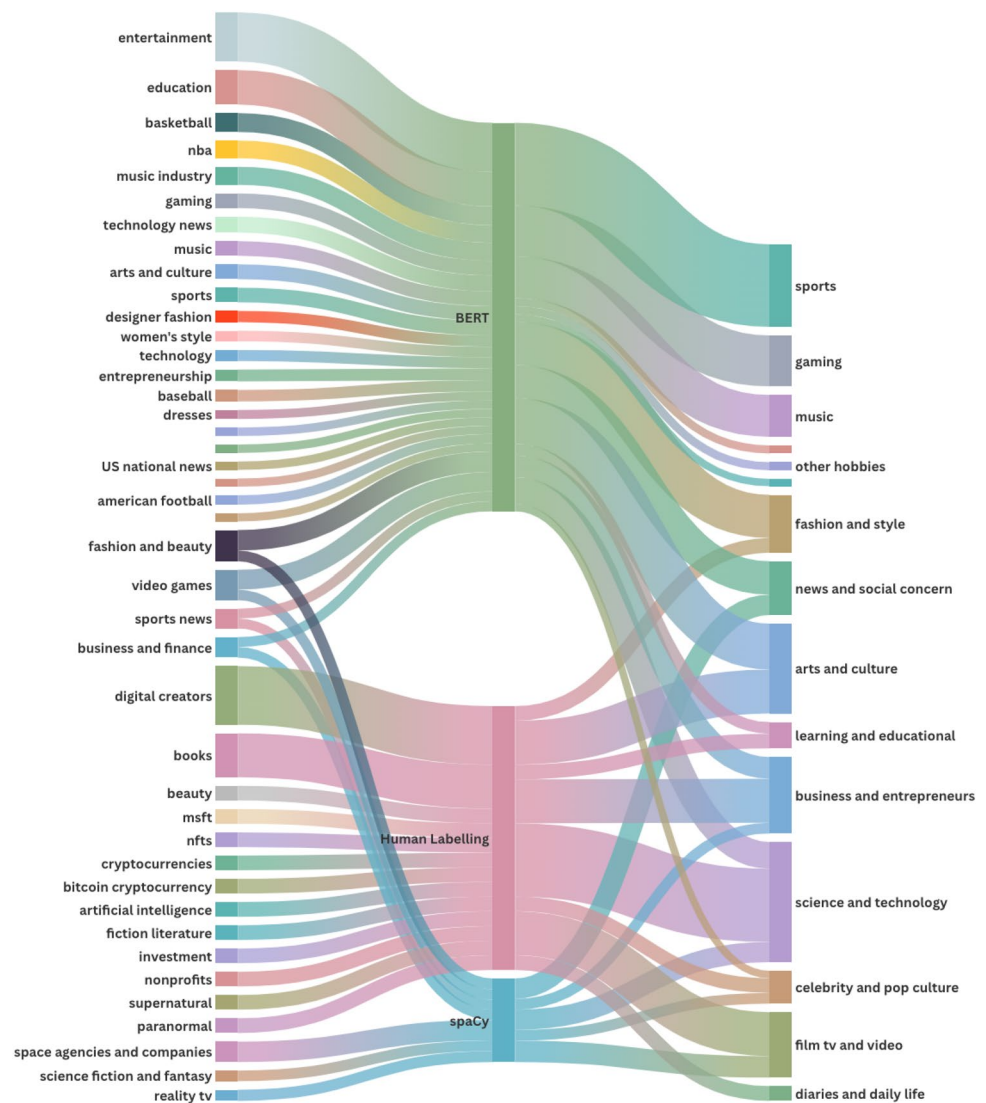 entertainment
education
basketball
nba
music industry
gaming
technology news
music
arts and culture
sports
designer fashion
women's style
technology
entrepreneurship
baseball
dresses
US national news
american football
fashion and beauty
video games
sports news
business and finance
digital creators
books
beauty
msft
nfts
cryptocurrencies
bitcoin cryptocurrency
artificial intelligence
fiction literature
investment
nonprofits
supernatural
paranormal
space agencies and companies
science fiction and fantasy
reality tv
BERT
Human Labelling
spaCy
sports
gaming
music
other hobbies
fashion and style
news and social concern
arts and culture
learning and educational
business and entrepreneurs
science and technology
celebrity and pop culture
film tv and video
diaries and daily life